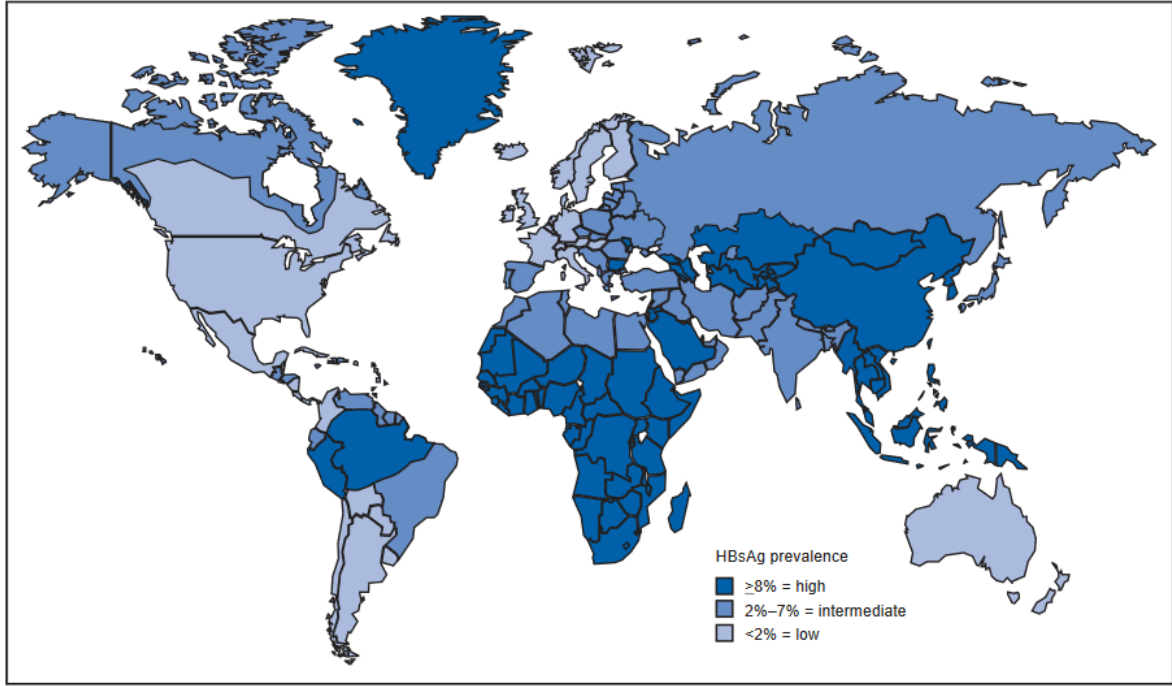 HBsAg prevalence
≥8% = high
2%–7% = intermediate
<2% = low